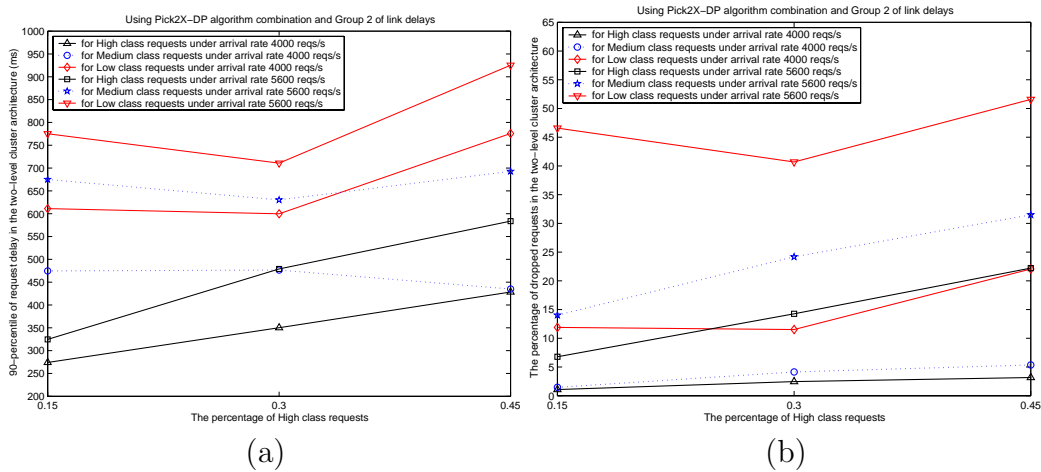 Using Pick2X-DP algorithm combination and Group 2 of link delays
90-percentile of request delay in the two-level cluster architecture (ms)
1000
950
900
850
800
750
700
650
600
550
500
450
400
350
300
250
200
for High class requests under arrival rate 4000 reqs/s
for Medium class requests under arrival rate 4000 reqs/s
for Low class requests under arrival rate 4000 reqs/s
for High class requests under arrival rate 5600 reqs/s
for Medium class requests under arrival rate 5600 reqs/s
for Low class requests under arrival rate 5600 reqs/s
0.15
0.3
0.45
The percentage of High class requests
(a)
Using Pick2X-DP algorithm combination and Group 2 of link delays
The percentage of dropped requests in the two-level cluster architecture
65
60
55
50
45
40
35
30
25
20
15
10
5
0
for High class requests under arrival rate 4000 reqs/s
for Medium class requests under arrival rate 4000 reqs/s
for Low class requests under arrival rate 4000 reqs/s
for High class requests under arrival rate 5600 reqs/s
for Medium class requests under arrival rate 5600 reqs/s
for Low class requests under arrival rate 5600 reqs/s
0.15
0.3
0.45
The percentage of High class requests
(b)